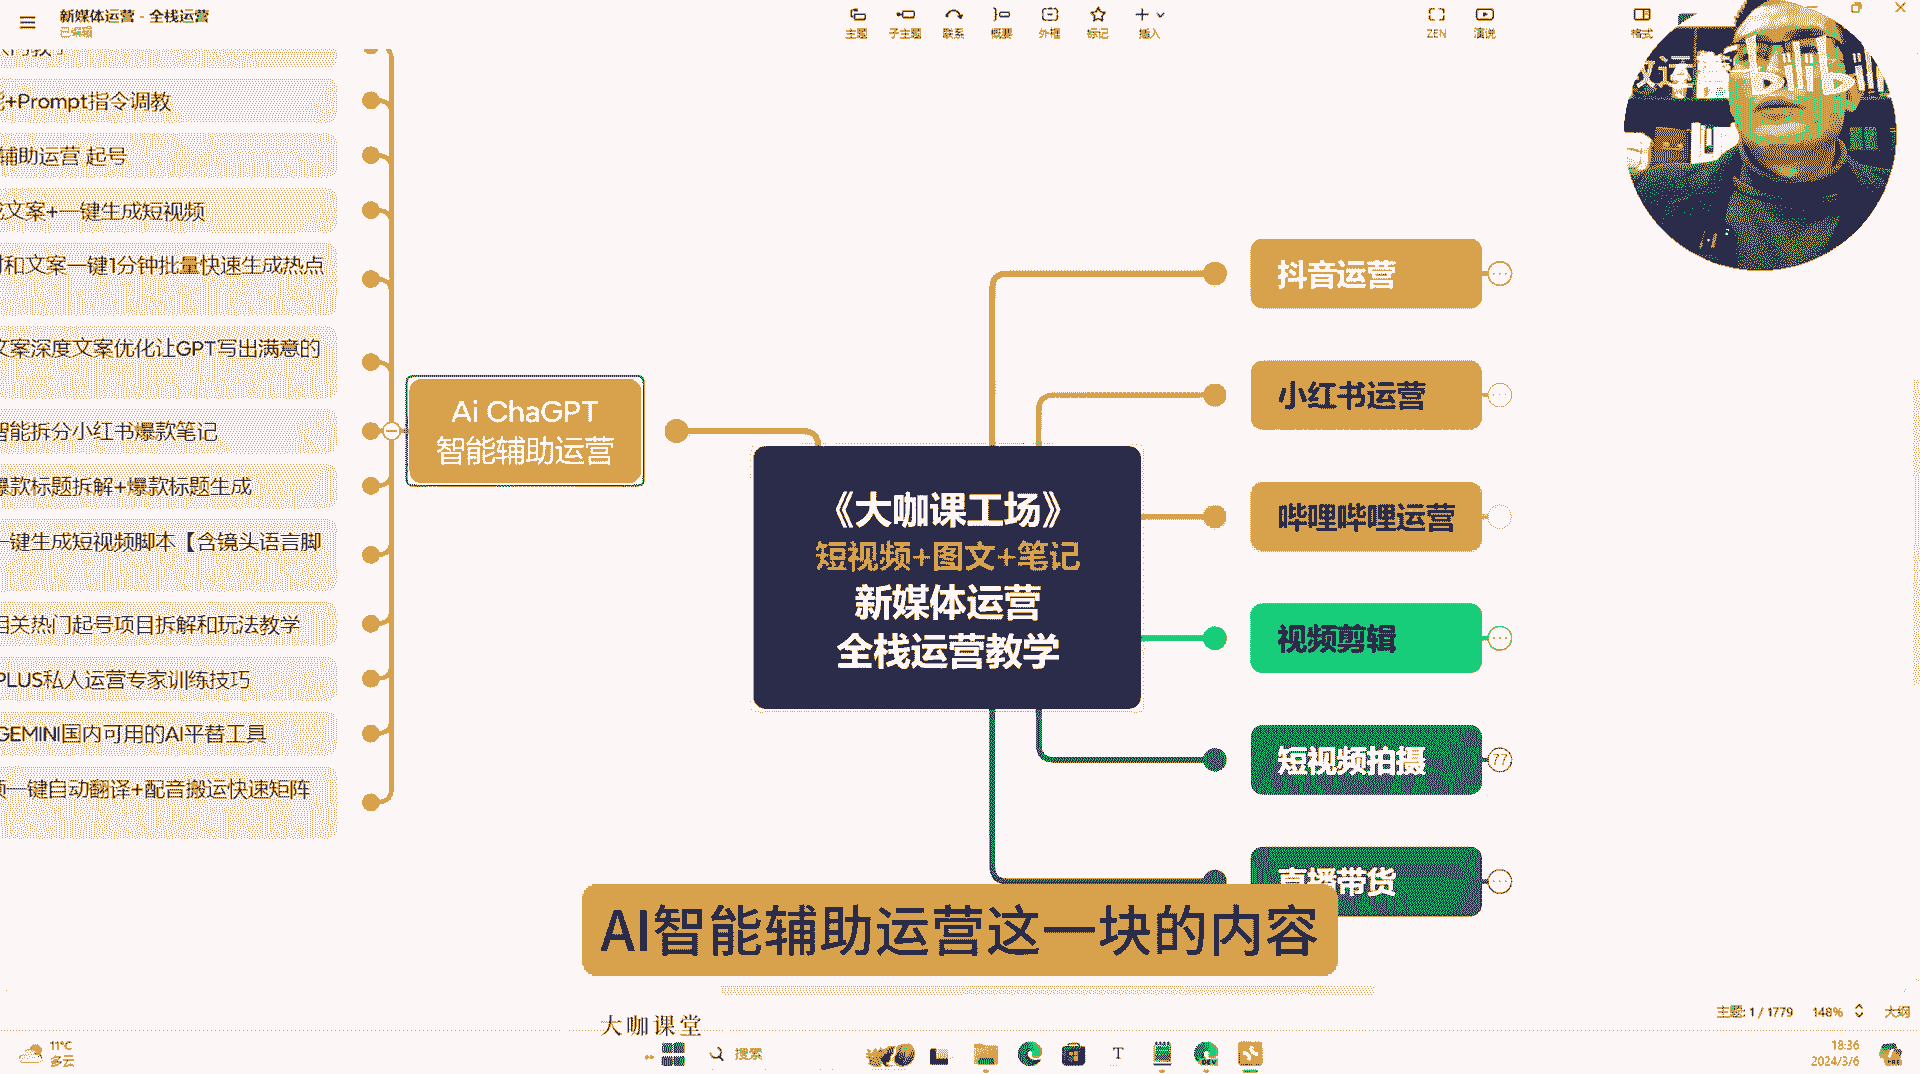 新媒体运营 - 全栈运营
已编辑
主题
子主题
联系
概要
外框
标记
插入
ZEN
演说
格式
bilibili
+Prompt指令调教
辅助运营 起号
文案+一键生成短视频
和文案一键1分钟批量快速生成热点
文案深度文案优化让GPT写出满意的
智能拆分小红书爆款笔记
爆款标题拆解+爆款标题生成
一键生成短视频脚本【含镜头语言脚
相关热门起号项目拆解和玩法教学
PLUS私人运营专家训练技巧
GEMINI国内可用的AI平替工具
一键自动翻译+配音搬运快速矩阵
Ai ChaGPT
智能辅助运营
《大咖课工场》
短视频+图文+笔记
新媒体运营
全栈运营教学
抖音运营
小红书运营
哔哩哔哩运营
视频剪辑
短视频拍摄
77
直播带货
AI智能辅助运营这一块的内容
大咖课堂
主题: 1 / 1779
148%
大纲
11°C
多云
搜索
18:36
2024/3/6